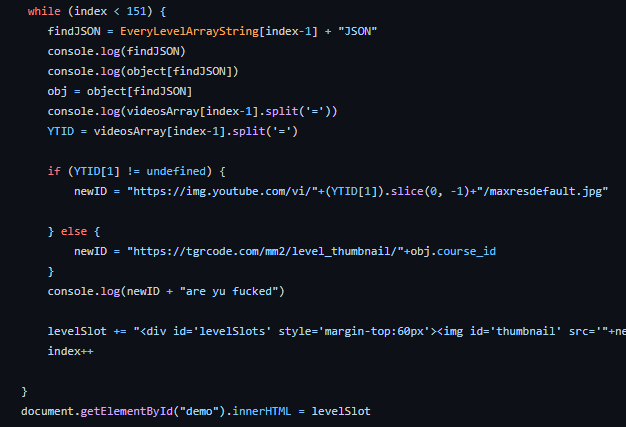 while (index < 151) {
findJSON = EveryLevelArrayString[index-1] + "JSON"
console.log(findJSON)
console.log(object[findJSON])
obj = object[findJSON]
console.log(videosArray[index-1].split('='))
YTID = videosArray[index-1].split('=')
if (YTID[1] != undefined) {
newID = "https://img.youtube.com/vi/"+(YTID[1]).slice(0, -1)+"/maxresdefault.jpg"
} else {
newID = "https://tgrcode.com/mm2/level_thumbnail/"+obj.course_id
}
console.log(newID + "are yu fucked")
levelSlot += "<div id='levelSlots' style='margin-top:60px'><img id='thumbnail' src='"+ne
index++
}
document.getElementById("demo").innerHTML = levelSlot